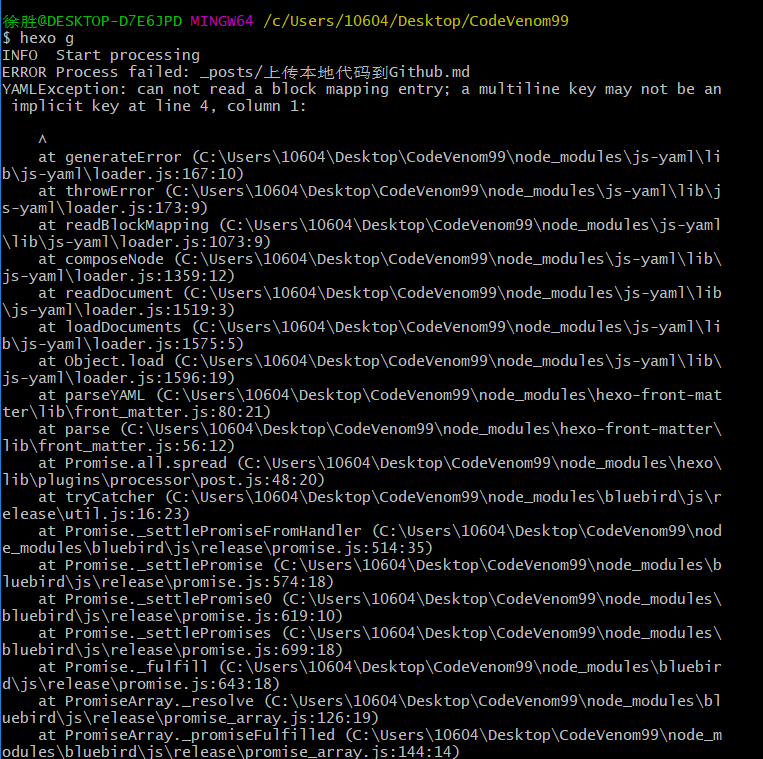 徐胜@DESKTOP-D7E6JPD MINGW64 /c/Users/10604/Desktop/CodeVenom99
$ hexo g
INFO  Start processing
ERROR Process failed: _posts/上传本地代码到Github.md
YAMLException: can not read a block mapping entry; a multiline key may not be an
 implicit key at line 4, column 1:
    ^
    at generateError (C:\Users\10604\Desktop\CodeVenom99\node_modules\js-yaml\li
b\js-yaml\loader.js:167:10)
    at throwError (C:\Users\10604\Desktop\CodeVenom99\node_modules\js-yaml\lib\j
s-yaml\loader.js:173:9)
    at readBlockMapping (C:\Users\10604\Desktop\CodeVenom99\node_modules\js-yaml
\lib\js-yaml\loader.js:1073:9)
    at composeNode (C:\Users\10604\Desktop\CodeVenom99\node_modules\js-yaml\lib\
js-yaml\loader.js:1359:12)
    at readDocument (C:\Users\10604\Desktop\CodeVenom99\node_modules\js-yaml\lib
\js-yaml\loader.js:1519:3)
    at loadDocuments (C:\Users\10604\Desktop\CodeVenom99\node_modules\js-yaml\li
b\js-yaml\loader.js:1575:5)
    at Object.load (C:\Users\10604\Desktop\CodeVenom99\node_modules\js-yaml\lib\
js-yaml\loader.js:1596:19)
    at parseYAML (C:\Users\10604\Desktop\CodeVenom99\node_modules\hexo-front-mat
ter\lib\front_matter.js:80:21)
    at parse (C:\Users\10604\Desktop\CodeVenom99\node_modules\hexo-front-matter\
lib\front_matter.js:56:12)
    at Promise.all.spread (C:\Users\10604\Desktop\CodeVenom99\node_modules\hexo\
lib\plugins\processor\post.js:48:20)
    at tryCatcher (C:\Users\10604\Desktop\CodeVenom99\node_modules\bluebird\js\r
elease\util.js:16:23)
    at Promise._settlePromiseFromHandler (C:\Users\10604\Desktop\CodeVenom99\nod
e_modules\bluebird\js\release\promise.js:514:35)
    at Promise._settlePromise (C:\Users\10604\Desktop\CodeVenom99\node_modules\b
luebird\js\release\promise.js:574:18)
    at Promise._settlePromise0 (C:\Users\10604\Desktop\CodeVenom99\node_modules\
bluebird\js\release\promise.js:619:10)
    at Promise._settlePromises (C:\Users\10604\Desktop\CodeVenom99\node_modules\
bluebird\js\release\promise.js:699:18)
    at Promise._fulfill (C:\Users\10604\Desktop\CodeVenom99\node_modules\bluebir
d\js\release\promise.js:643:18)
    at PromiseArray._resolve (C:\Users\10604\Desktop\CodeVenom99\node_modules\bl
uebird\js\release\promise_array.js:126:19)
    at PromiseArray._promiseFulfilled (C:\Users\10604\Desktop\CodeVenom99\node_m
odules\bluebird\js\release\promise_array.js:144:14)